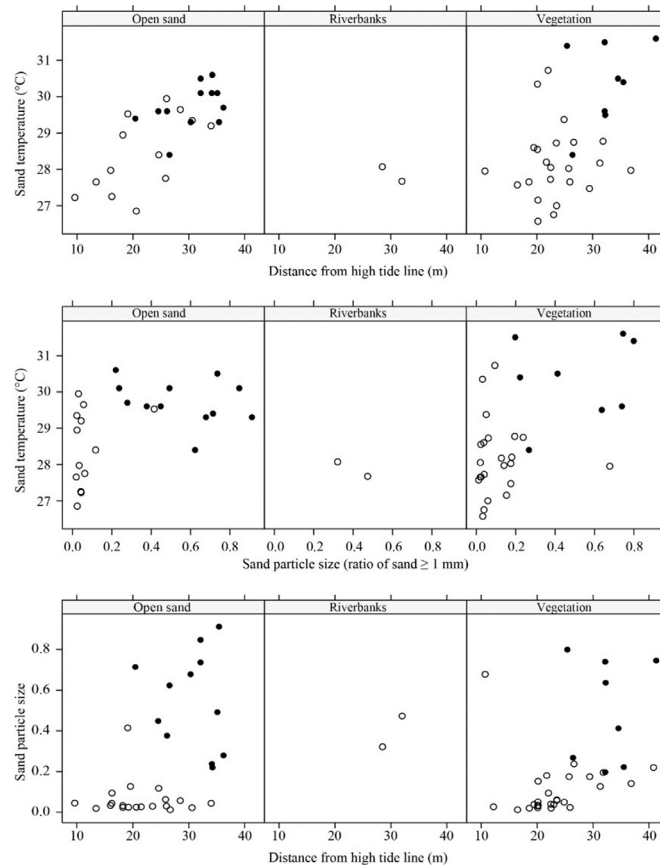 Open sand Riverbanks Vegetation
31
30
29
28
27
Sand temperature (°C)
10 20 30 40 10 20 30 40 10 20 30 40
Distance from high tide line (m)
Open sand Riverbanks Vegetation
31
30
29
28
27
Sand temperature (°C)
0.0 0.2 0.4 0.6 0.8 0.0 0.2 0.4 0.6 0.8 0.0 0.2 0.4 0.6 0.8
Sand particle size (ratio of sand ≥ 1 mm)
Open sand Riverbanks Vegetation
0.8
0.6
0.4
0.2
0.0
Sand particle size
10 20 30 40 10 20 30 40 10 20 30 40
Distance from high tide line (m)